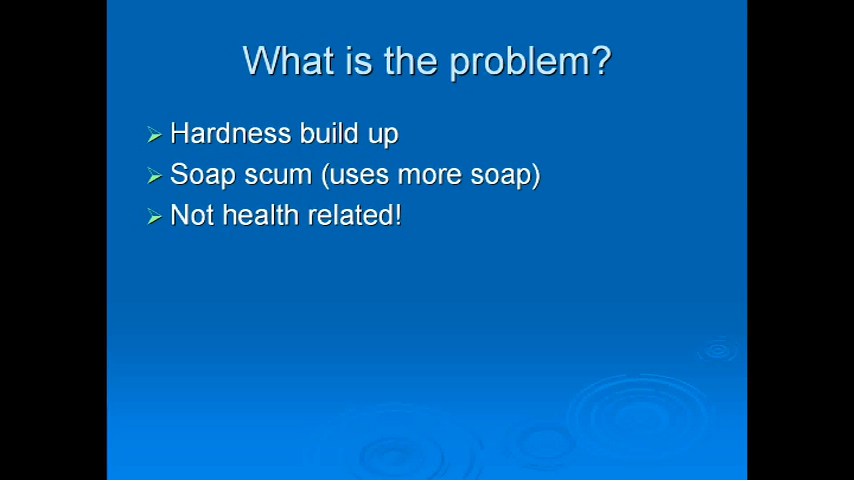 What is the problem?
Hardness build up
Soap scum (uses more soap)
Not health related!